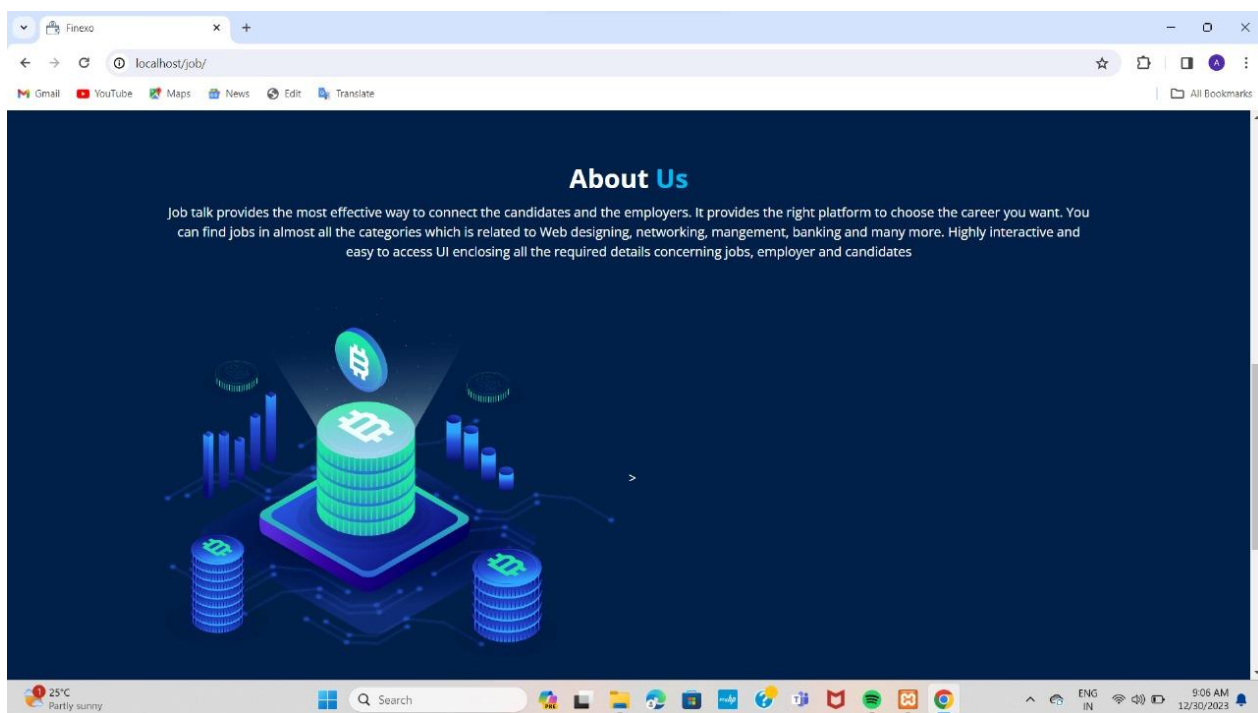 Finexo
localhost/job/
Gmail YouTube Maps News Edit Translate All Bookmarks
About Us
Job talk provides the most effective way to connect the candidates and the employers. It provides the right platform to choose the career you want. You
can find jobs in almost all the categories which is related to Web designing, networking, mangement, banking and many more. Highly interactive and
easy to access UI enclosing all the required details concerning jobs, employer and candidates
>
1
25°C
Partly sunny
Search
PRE
ENG
IN
9:06 AM
12/30/2023
A